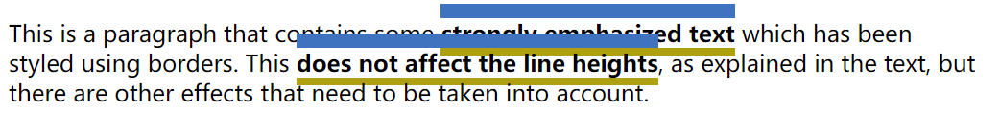 This is a paragraph that contains some strongly emphasized text which has been
styled using borders. This does not affect the line heights, as explained in the text, but
there are other effects that need to be taken into account.